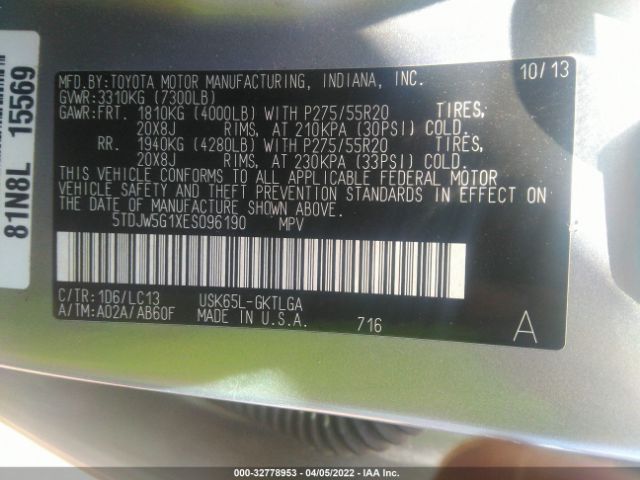 81N8L 15569
MFD.BY:TOYOTA MOTOR MANUFACTURING, INDIANA, INC. 10/13
GVWR:3310KG (7300LB)
GAWR:FRT. 1810KG (4000LB) WITH P275/55R20 TIRES,
20X8J RIMS, AT 210KPA (30PSI) COLD.
RR. 1940KG (4280LB) WITH P275/55R20 TIRES,
20X8J RIMS, AT 230KPA (33PSI) COLD.
THIS VEHICLE CONFORMS TO ALL APPLICABLE FEDERAL MOTOR
VEHICLE SAFETY AND THEFT PREVENTION STANDARDS IN EFFECT ON
THE DATE OF MANUFACTURE SHOWN ABOVE.
5TDJW5G1XES096190 MPV
C/TR:1D6/LC13 USK65L-GKTLGA
A/TM:A02A/AB60F MADE IN U.S.A. 716 A
000-32778953 - 04/05/2022 - IAA Inc.